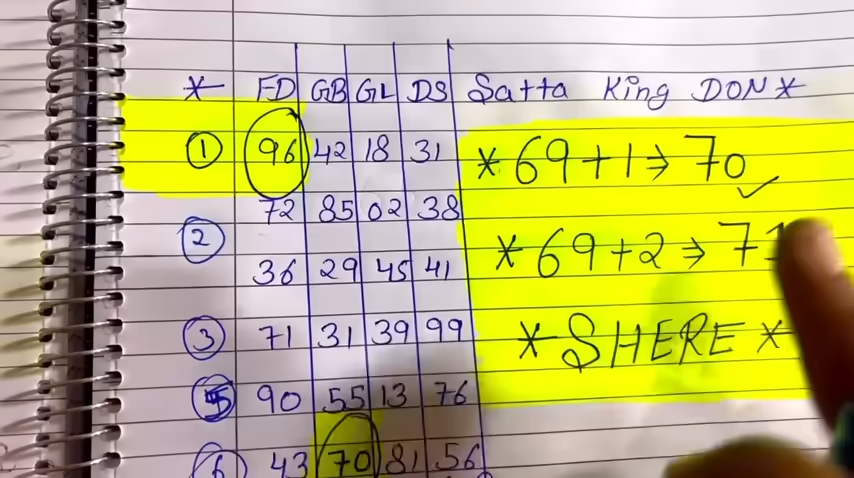 * FD GB GL DS Satta King DON *
① 96 42 18 31 * 69+1⇒70 ✓
② 72 85 02 38
36 29 45 41 * 69+2⇒71
③ 71 31 39 99 * SHERE *
⑤ 90 55 13 76
⑥ 43 70 81 56